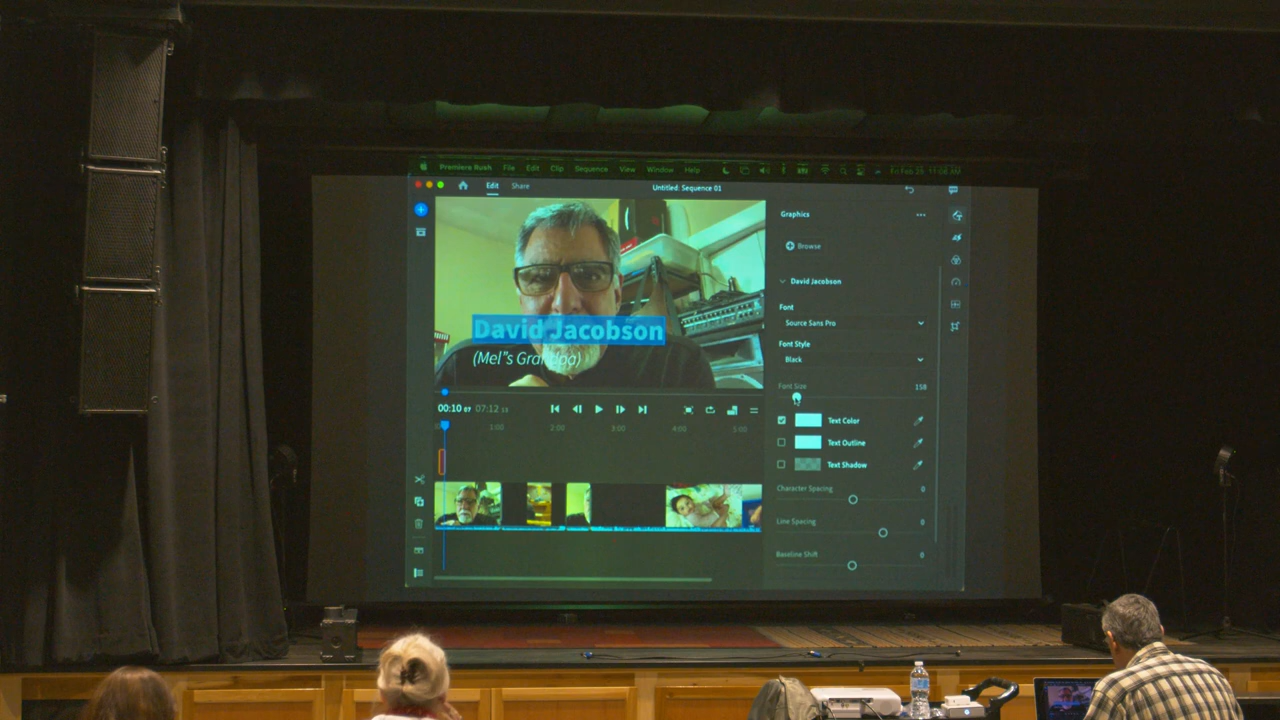 Premiere Rush File Edit Clip Sequence View Window Help
Edit Share
Untitled: Sequence 01
Graphics
Browse
David Jacobson
Font
Source Sans Pro
Font Style
Black
Font Size 158
Text Color
Text Outline
Text Shadow
Character Spacing 0
Line Spacing 0
Baseline Shift 0
David Jacobson
(Mel"s Grandpa)
00:10 07 07:12 13
1:00 2:00 3:00 4:00 5:00